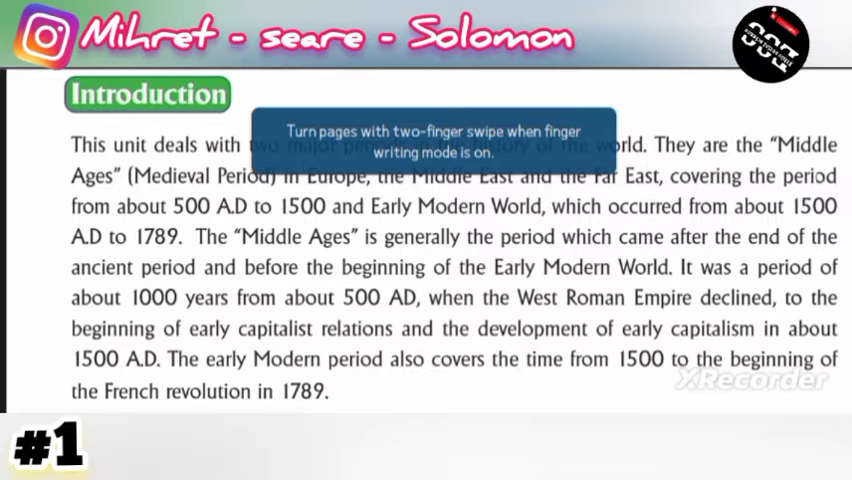 Mihret - seare - Solomon
Introduction
Turn pages with two-finger swipe when finger
writing mode is on.
This unit deals with two major periods in the history of the world. They are the “Middle
Ages” (Medieval Period) in Europe, the Middle East and the Far East, covering the period
from about 500 A.D to 1500 and Early Modern World, which occurred from about 1500
A.D to 1789. The “Middle Ages” is generally the period which came after the end of the
ancient period and before the beginning of the Early Modern World. It was a period of
about 1000 years from about 500 AD, when the West Roman Empire declined, to the
beginning of early capitalist relations and the development of early capitalism in about
1500 A.D. The early Modern period also covers the time from 1500 to the beginning of
the French revolution in 1789.
XRecorder
#1